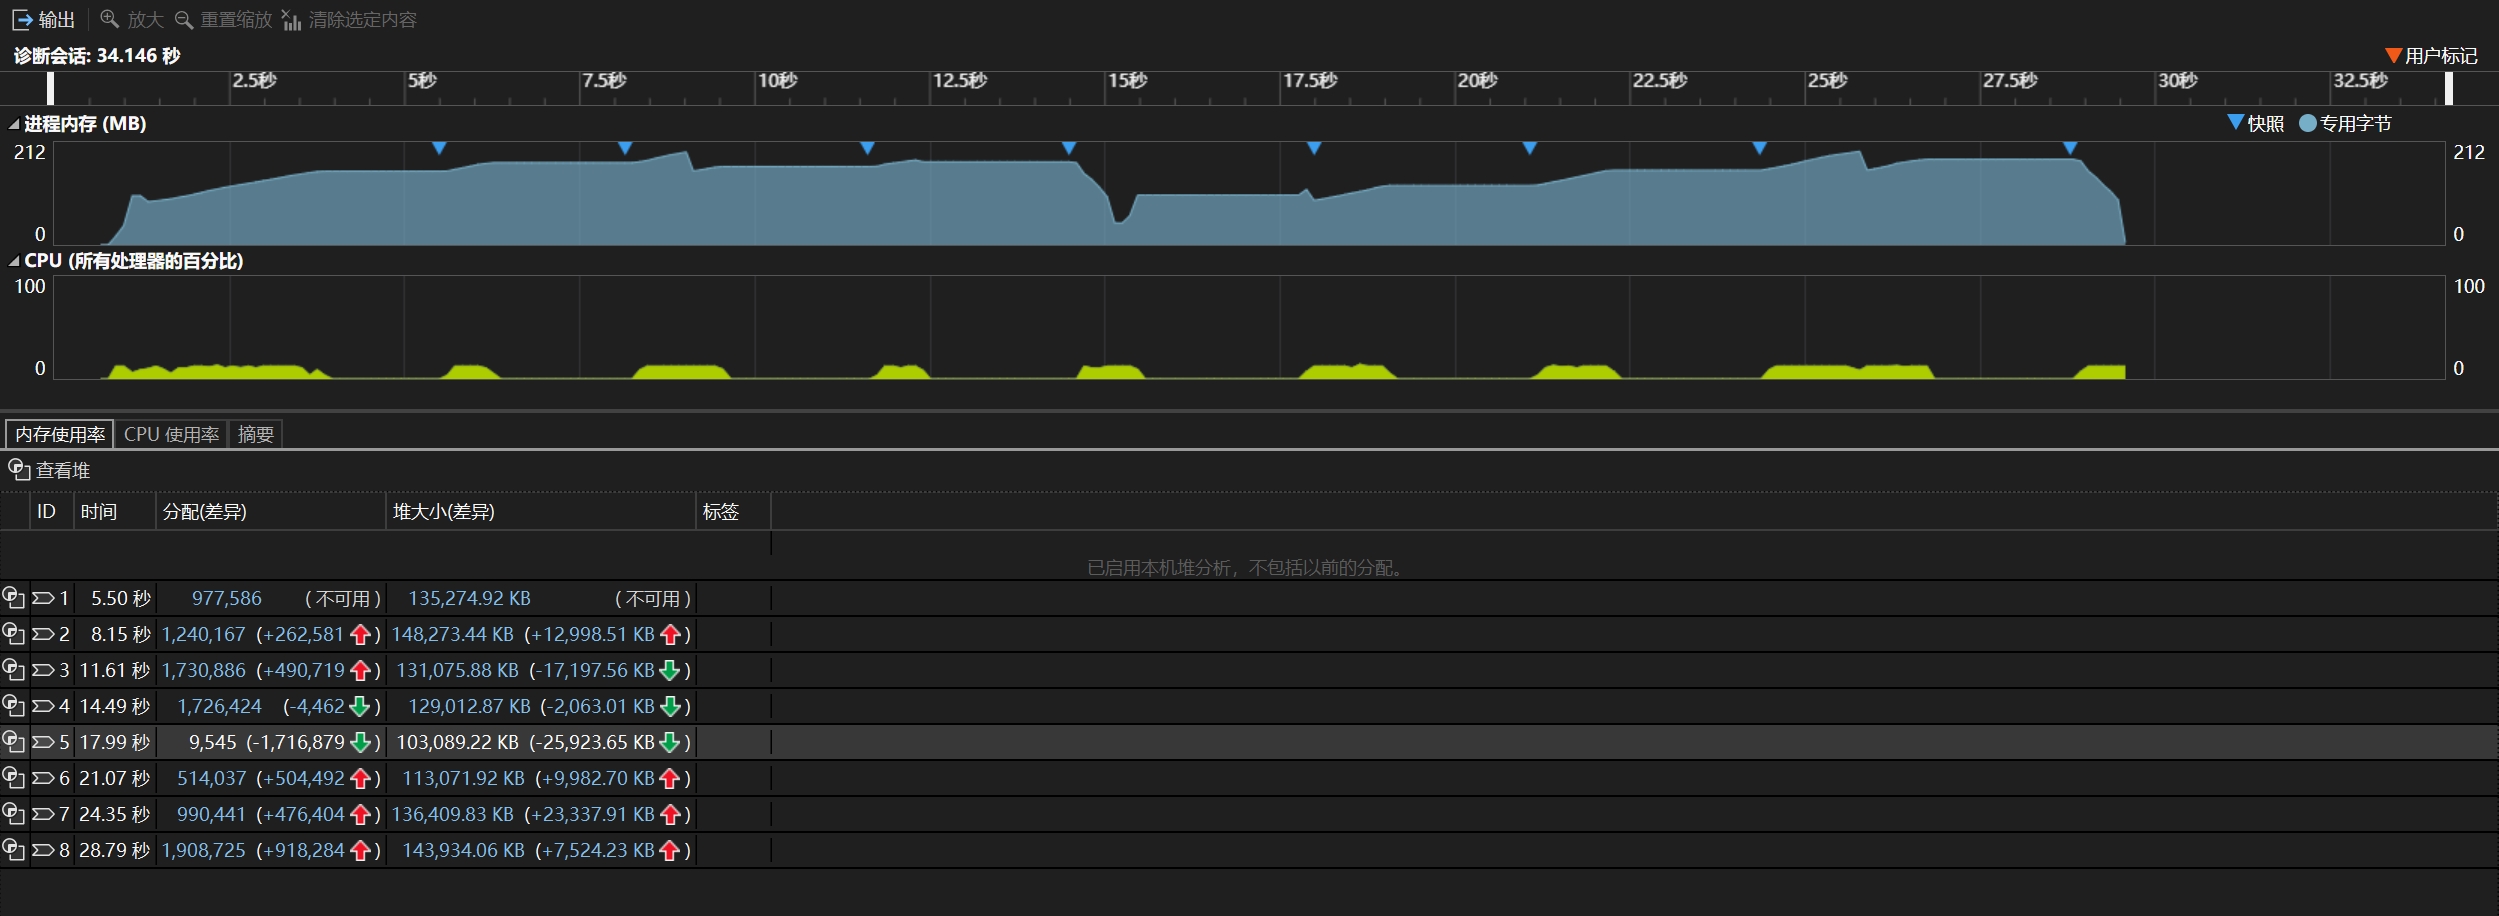 输出 放大 重置缩放 清除选定内容
诊断会话: 34.146 秒
用户标记
2.5秒 5秒 7.5秒 10秒 12.5秒 15秒 17.5秒 20秒 22.5秒 25秒 27.5秒 30秒 32.5秒
进程内存 (MB)
快照 专用字节
212 212
0 0
CPU (所有处理器的百分比)
100 100
0 0
内存使用率 CPU 使用率 摘要
查看堆
ID 时间 分配(差异) 堆大小(差异) 标签
已启用本机堆分析，不包括以前的分配。
1 5.50 秒 977,586 (不可用) 135,274.92 KB (不可用)
2 8.15 秒 1,240,167 (+262,581) 148,273.44 KB (+12,998.51 KB)
3 11.61 秒 1,730,886 (+490,719) 131,075.88 KB (-17,197.56 KB)
4 14.49 秒 1,726,424 (-4,462) 129,012.87 KB (-2,063.01 KB)
5 17.99 秒 9,545 (-1,716,879) 103,089.22 KB (-25,923.65 KB)
6 21.07 秒 514,037 (+504,492) 113,071.92 KB (+9,982.70 KB)
7 24.35 秒 990,441 (+476,404) 136,409.83 KB (+23,337.91 KB)
8 28.79 秒 1,908,725 (+918,284) 143,934.06 KB (+7,524.23 KB)